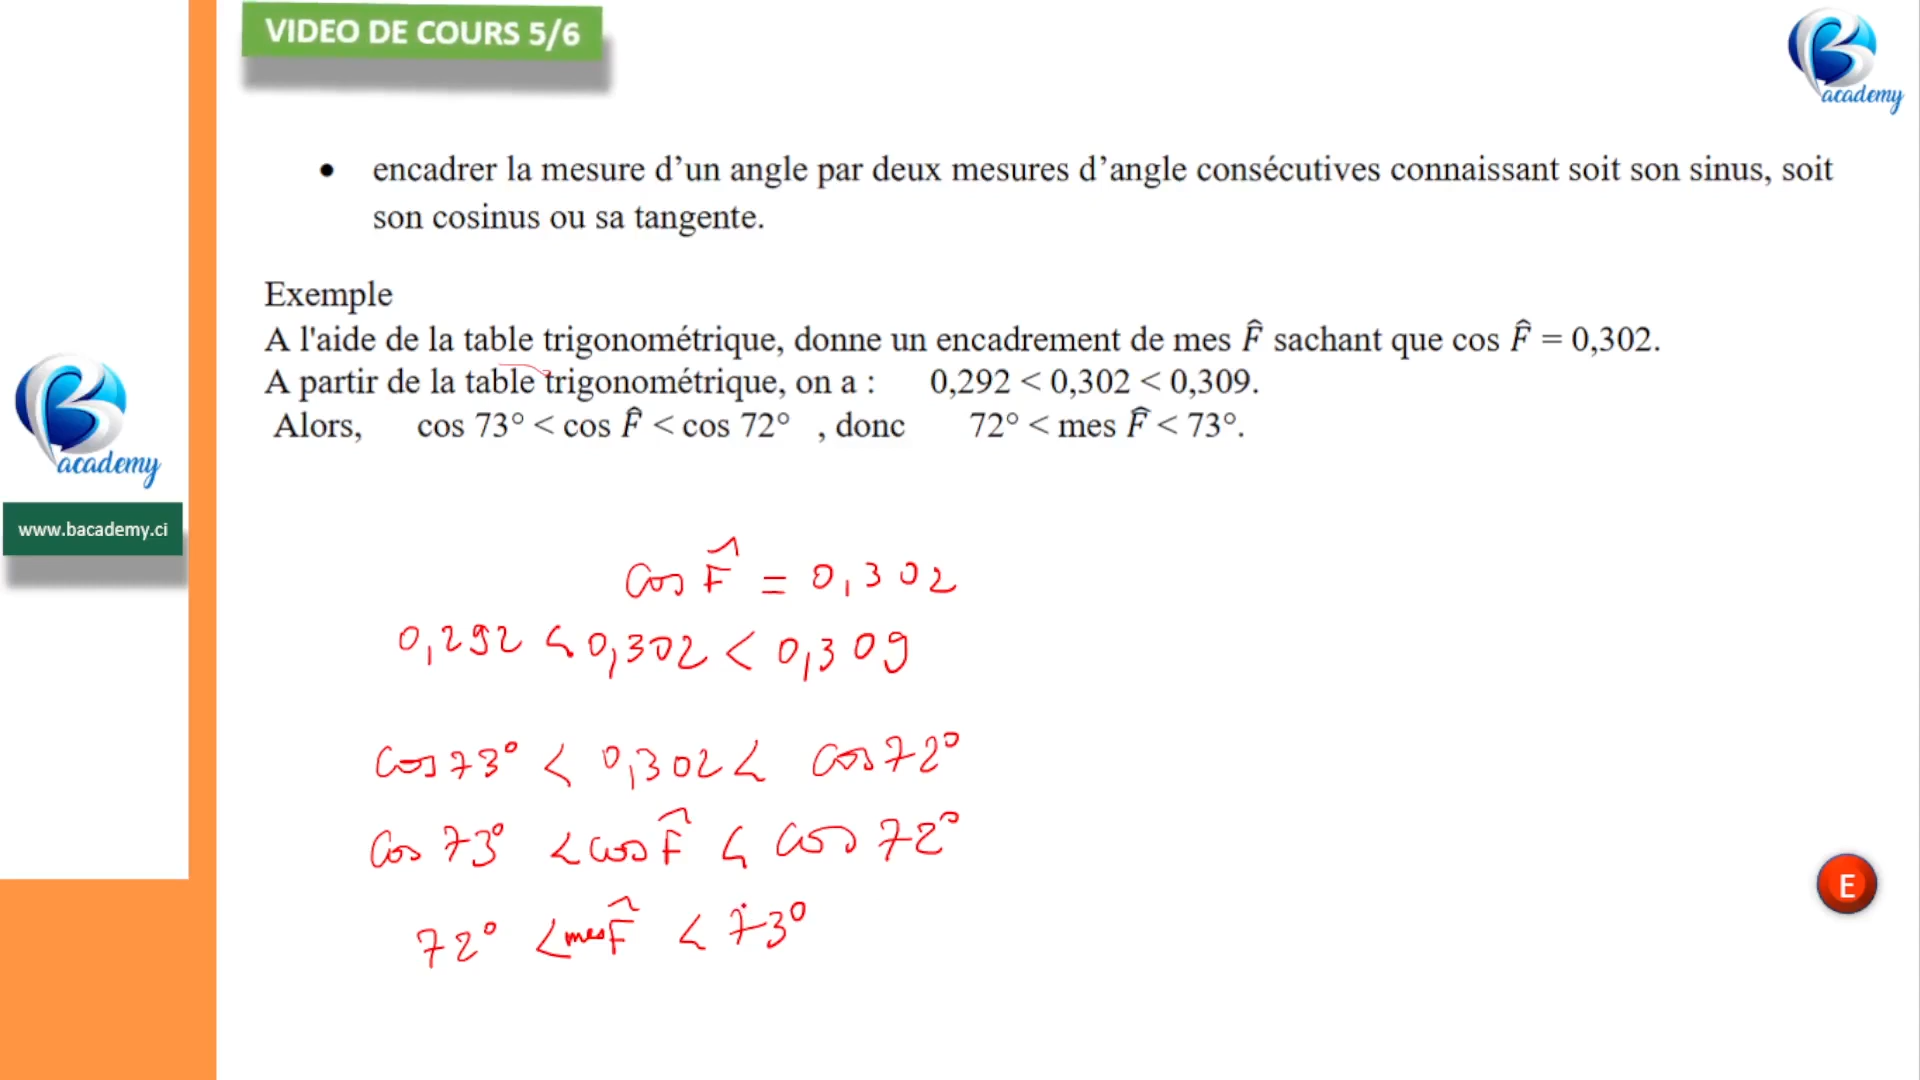 VIDEO DE COURS 5/6
B academy
• encadrer la mesure d’un angle par deux mesures d’angle consécutives connaissant soit son sinus, soit
son cosinus ou sa tangente.
Exemple
A l'aide de la table trigonométrique, donne un encadrement de mes F̂ sachant que cos F̂ = 0,302.
A partir de la table trigonométrique, on a : 0,292 < 0,302 < 0,309.
Alors, cos 73° < cos F̂ < cos 72° , donc 72° < mes F̂ < 73°.
B academy
www.bacademy.ci
cos F̂ = 0,302
0,292 < 0,302 < 0,309
cos 73° < 0,302 < cos 72°
cos 73° < cos F̂ < cos 72°
72° < mes F̂ < 73°
E